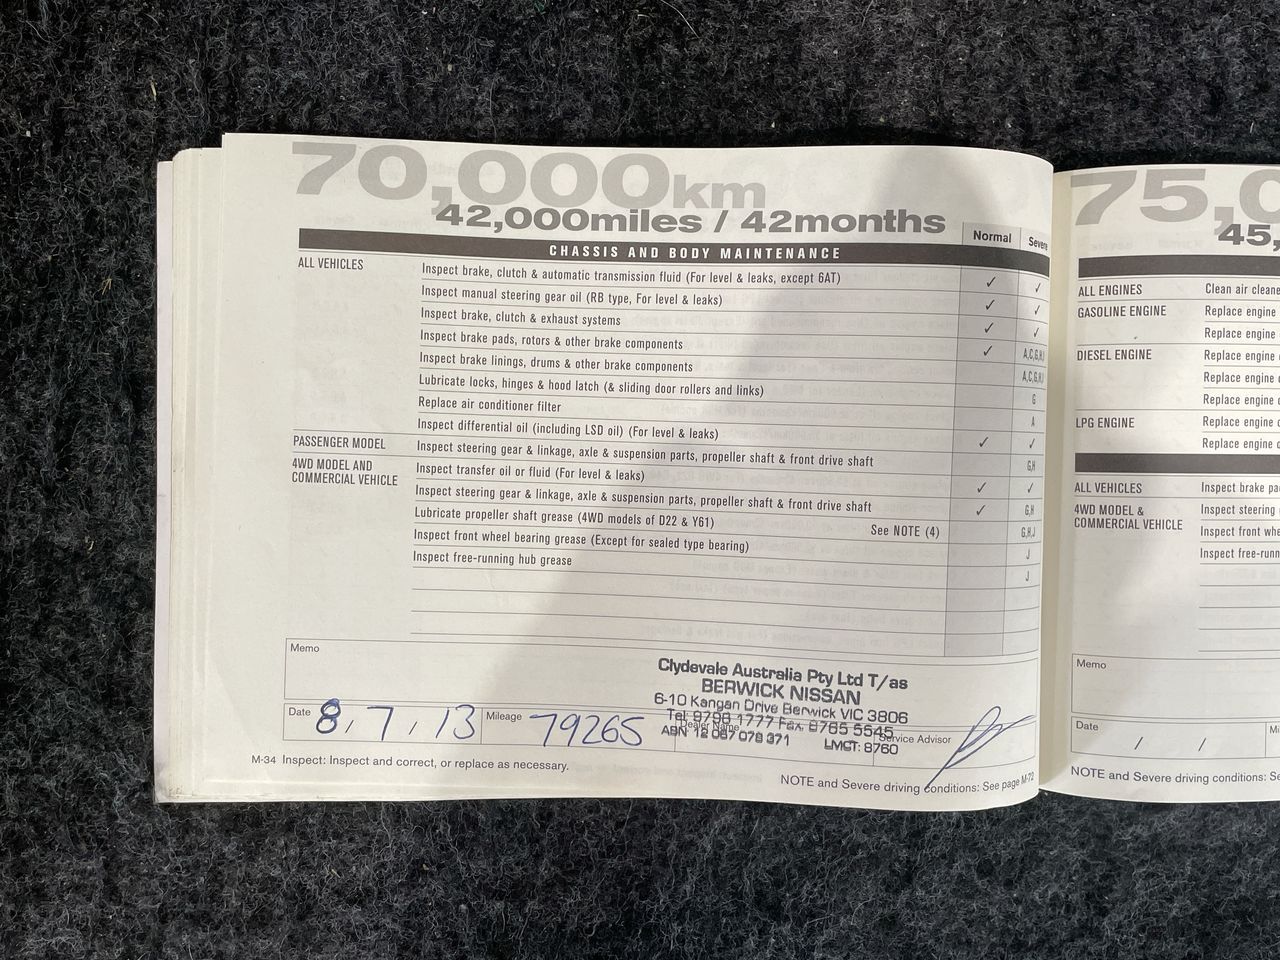 70,000km
42,000miles / 42months
Normal Severe
CHASSIS AND BODY MAINTENANCE
ALL VEHICLES
Inspect brake, clutch & automatic transmission fluid (For level & leaks, except 6AT) ✓ ✓
Inspect manual steering gear oil (RB type, For level & leaks) ✓ ✓
Inspect brake, clutch & exhaust systems ✓ ✓
Inspect brake pads, rotors & other brake components ✓ A,C,G,H,I
Inspect brake linings, drums & other brake components A,C,G,H,I
Lubricate locks, hinges & hood latch (& sliding door rollers and links) G
Replace air conditioner filter A
Inspect differential oil (including LSD oil) (For level & leaks) ✓ ✓
PASSENGER MODEL Inspect steering gear & linkage, axle & suspension parts, propeller shaft & front drive shaft G,H
4WD MODEL AND
COMMERCIAL VEHICLE
Inspect transfer oil or fluid (For level & leaks) ✓ ✓
Inspect steering gear & linkage, axle & suspension parts, propeller shaft & front drive shaft ✓ G,H
Lubricate propeller shaft grease (4WD models of D22 & Y61) See NOTE (4) G,H,J
Inspect front wheel bearing grease (Except for sealed type bearing) J
Inspect free-running hub grease J
Memo
Clydevale Australia Pty Ltd T/as
BERWICK NISSAN
6-10 Kangan Drive Berwick VIC 3806
Tel: 9796 1777 Fax: 8765 5545
ABN 12 097 078 371 LMCT: 8760
Date 8 / 7 / 13 Mileage 79265 Dealer Name Service Advisor
M-34 Inspect: Inspect and correct, or replace as necessary.
NOTE and Severe driving conditions: See page M-72
75,0
45,
ALL ENGINES Clean air cleane
GASOLINE ENGINE Replace engine
Replace engine
DIESEL ENGINE Replace engine
Replace engine
Replace engine
LPG ENGINE Replace engine
Replace engine
ALL VEHICLES Inspect brake pa
4WD MODEL &
COMMERCIAL VEHICLE
Inspect steering
Inspect front whe
Inspect free-runn
Memo
Date / / Mi
NOTE and Severe driving conditions: Se